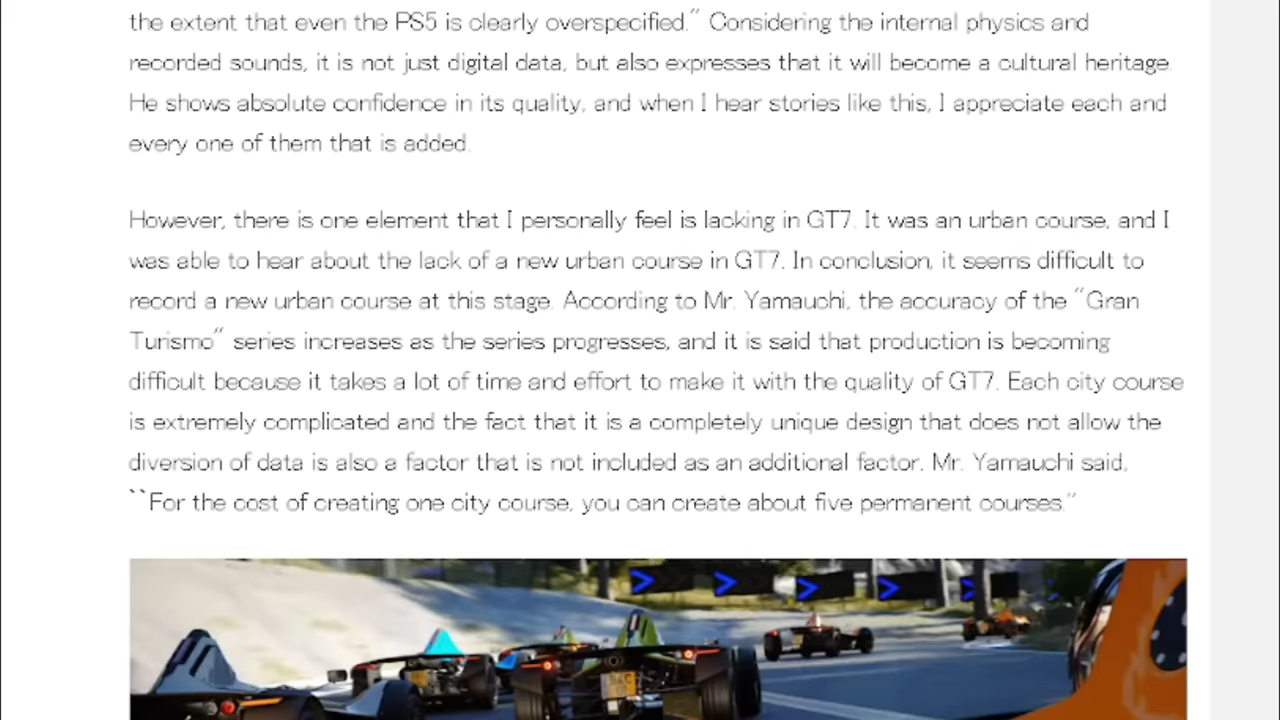 the extent that even the PS5 is clearly overspecified.” Considering the internal physics and
recorded sounds, it is not just digital data, but also expresses that it will become a cultural heritage.
He shows absolute confidence in its quality, and when I hear stories like this, I appreciate each and
every one of them that is added.
However, there is one element that I personally feel is lacking in GT7. It was an urban course, and I
was able to hear about the lack of a new urban course in GT7. In conclusion, it seems difficult to
record a new urban course at this stage. According to Mr. Yamauchi, the accuracy of the “Gran
Turismo” series increases as the series progresses, and it is said that production is becoming
difficult because it takes a lot of time and effort to make it with the quality of GT7. Each city course
is extremely complicated and the fact that it is a completely unique design that does not allow the
diversion of data is also a factor that is not included as an additional factor. Mr. Yamauchi said,
``For the cost of creating one city course, you can create about five permanent courses.”